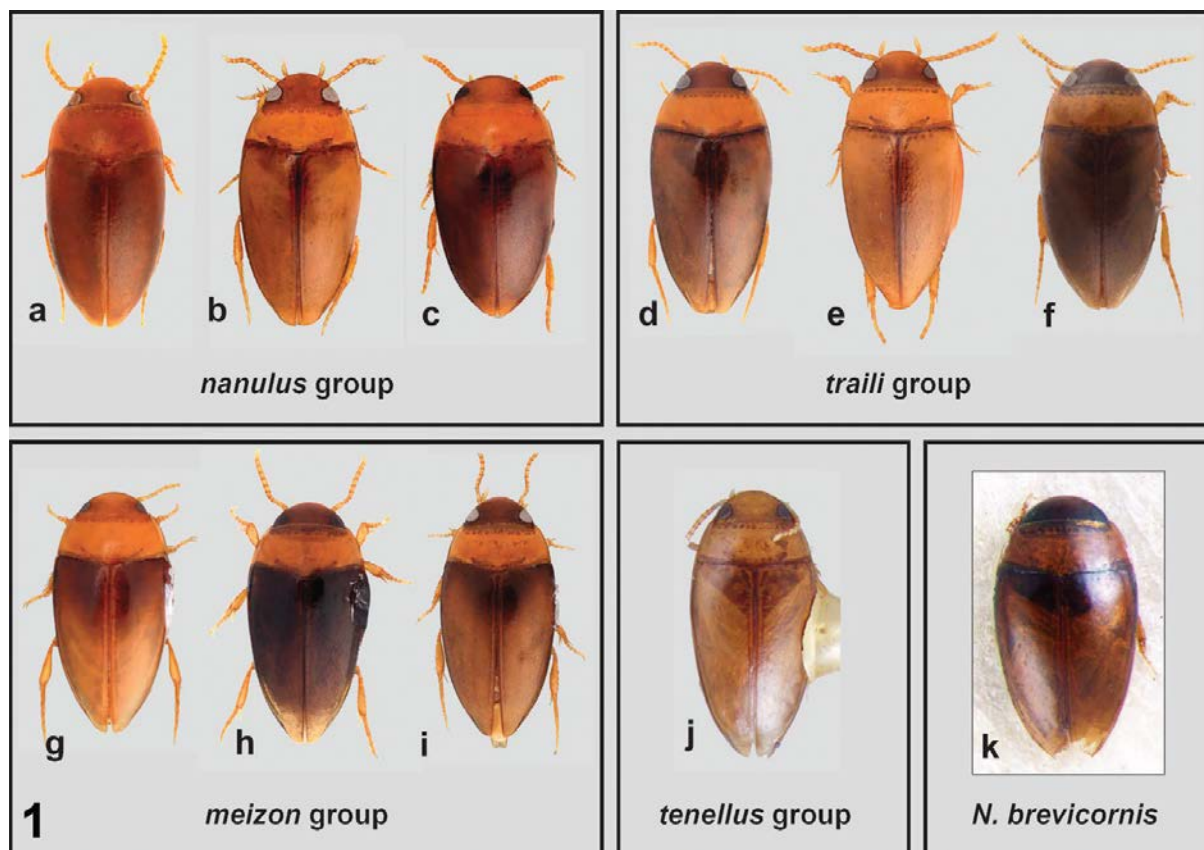 a
b
c
nanulus group
d
e
f
traili group
g
h
i
meizon group
1
j
tenellus group
k
N. brevicornis